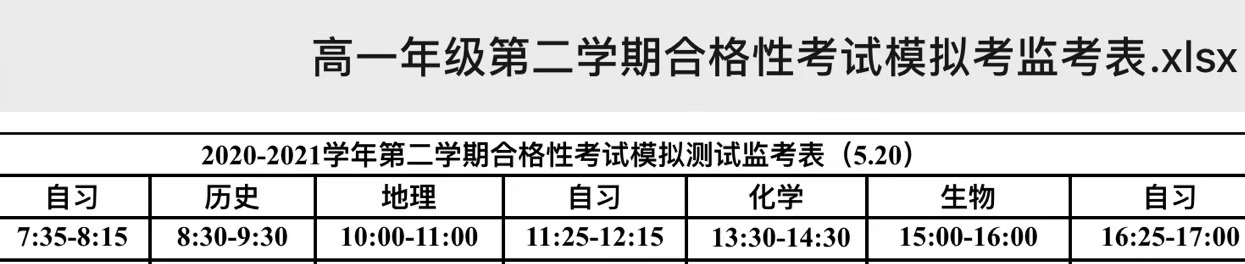 高一年级第二学期合格性考试模拟考监考表.xlsx
2020-2021学年第二学期合格性考试模拟测试监考表（5.20）
自习 历史 地理 自习 化学 生物 自习
7:35-8:15 8:30-9:30 10:00-11:00 11:25-12:15 13:30-14:30 15:00-16:00 16:25-17:00